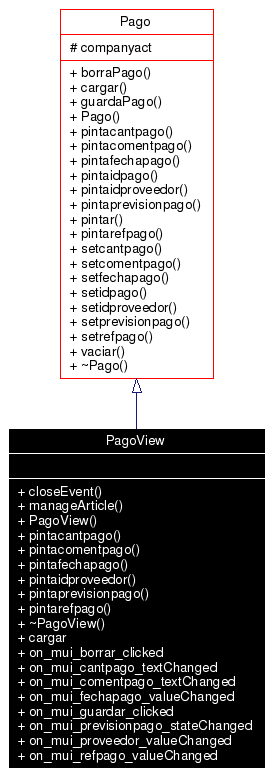 Pago
# companyact
+ borraPago()
+ cargar()
+ guardaPago()
+ Pago()
+ pintacantpago()
+ pintacomentpago()
+ pintafechapago()
+ pintaidpago()
+ pintaidproveedor()
+ pintaprevisionpago()
+ pintar()
+ pintarefpago()
+ setcantpago()
+ setcomentpago()
+ setfechapago()
+ setidpago()
+ setidproveedor()
+ setprevisionpago()
+ setrefpago()
+ vaciar()
+ ~Pago()
PagoView
+ closeEvent()
+ manageArticle()
+ PagoView()
+ pintacantpago()
+ pintacomentpago()
+ pintafechapago()
+ pintaidproveedor()
+ pintaprevisionpago()
+ pintarefpago()
+ ~PagoView()
+ cargar
+ on_mui_borrar_clicked
+ on_mui_cantpago_textChanged
+ on_mui_comentpago_textChanged
+ on_mui_fechapago_valueChanged
+ on_mui_guardar_clicked
+ on_mui_previsionpago_stateChanged
+ on_mui_proveedor_valueChanged
+ on_mui_refpago_valueChanged